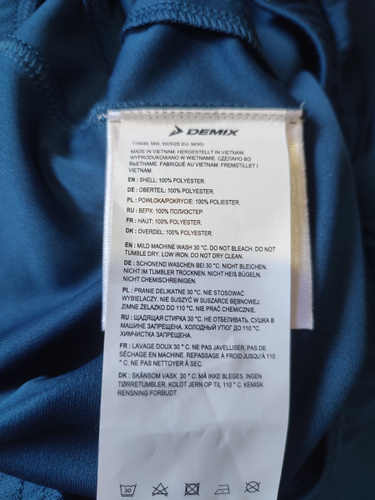 DEMIX
MADE IN VIETNAM. HERGESTELLT IN VIETNAM.
WYPRODUKOWANO W WIETNAMIE. СДЕЛАНО ВО
ВЬЕТНАМЕ. FABRIQUÉ AU VIETNAM. FREMSTILLET I
VIETNAM.
EN : SHELL: 100% POLYESTER.
DE : OBERTEIL: 100% POLYESTER.
PL : POWŁOKA/POKRYCIE: 100% POLIESTER.
RU : ВЕРХ: 100% ПОЛИЭСТЕР.
FR : HAUT: 100% POLYESTER.
DK : OVERDEL: 100% POLYESTER.
EN : MILD MACHINE WASH 30 °C. DO NOT BLEACH. DO NOT
TUMBLE DRY. LOW IRON. DO NOT DRY CLEAN.
DE : SCHONEND WASCHEN BEI 30 °C. NICHT BLEICHEN.
NICHT IM TUMBLER TROCKNEN. NICHT HEIß BÜGELN.
NICHT CHEMISCHREINIGEN.
PL : PRANIE DELIKATNE 30 °C. NIE STOSOWAĆ
WYBIELACZY. NIE SUSZYĆ W SUSZARCE BĘBNOWEJ.
ZIMNE ŻELAZKO DO 110 °C. NIE PRAĆ CHEMICZNIE.
RU : ЩАДЯЩАЯ СТИРКА 30 °C. НЕ ОТБЕЛИВАТЬ. СУШКА В
МАШИНЕ ЗАПРЕЩЕНА. ХОЛОДНЫЙ УТЮГ ДО 110 °C.
ХИМЧИСТКА ЗАПРЕЩЕНА.
FR : LAVAGE DOUX 30 ° C. NE PAS JAVELLISER. PAS DE
SÉCHAGE EN MACHINE. REPASSAGE À FROID JUSQU'À 110
° C. NE PAS NETTOYER À SEC.
DK : SKÅNSOM VASK 30 ° C. MÅ IKKE BLEGES. INGEN
TØRRETUMBLER. KOLDT JERN OP TIL 110 ° C. KEMISK
RENSNING FORBUDT.
30